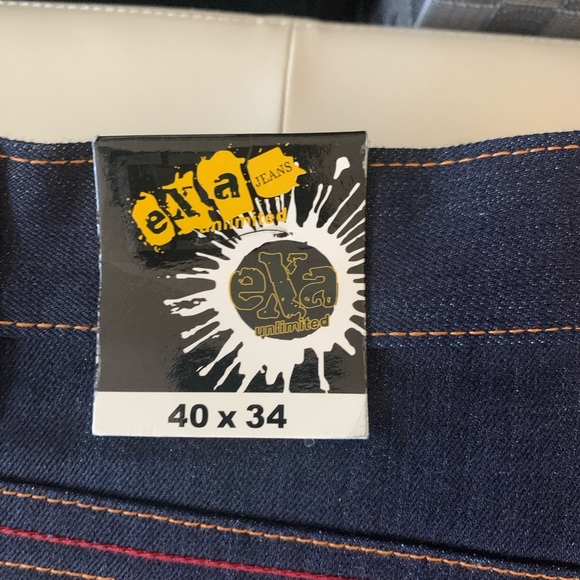 eXa JEANS
unlimited
eXa
unlimited
40 x 34